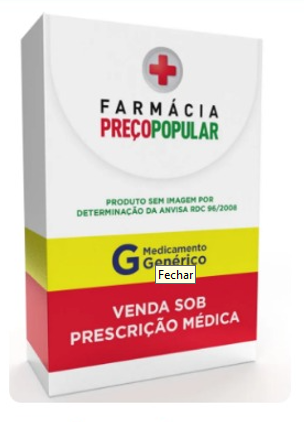 FARMÁCIA
PREÇOPOPULAR
PRODUTO SEM IMAGEM POR
DETERMINAÇÃO DA ANVISA RDC 96/2008
G Medicamento
Genérico
Fechar
VENDA SOB
PRESCRIÇÃO MÉDICA